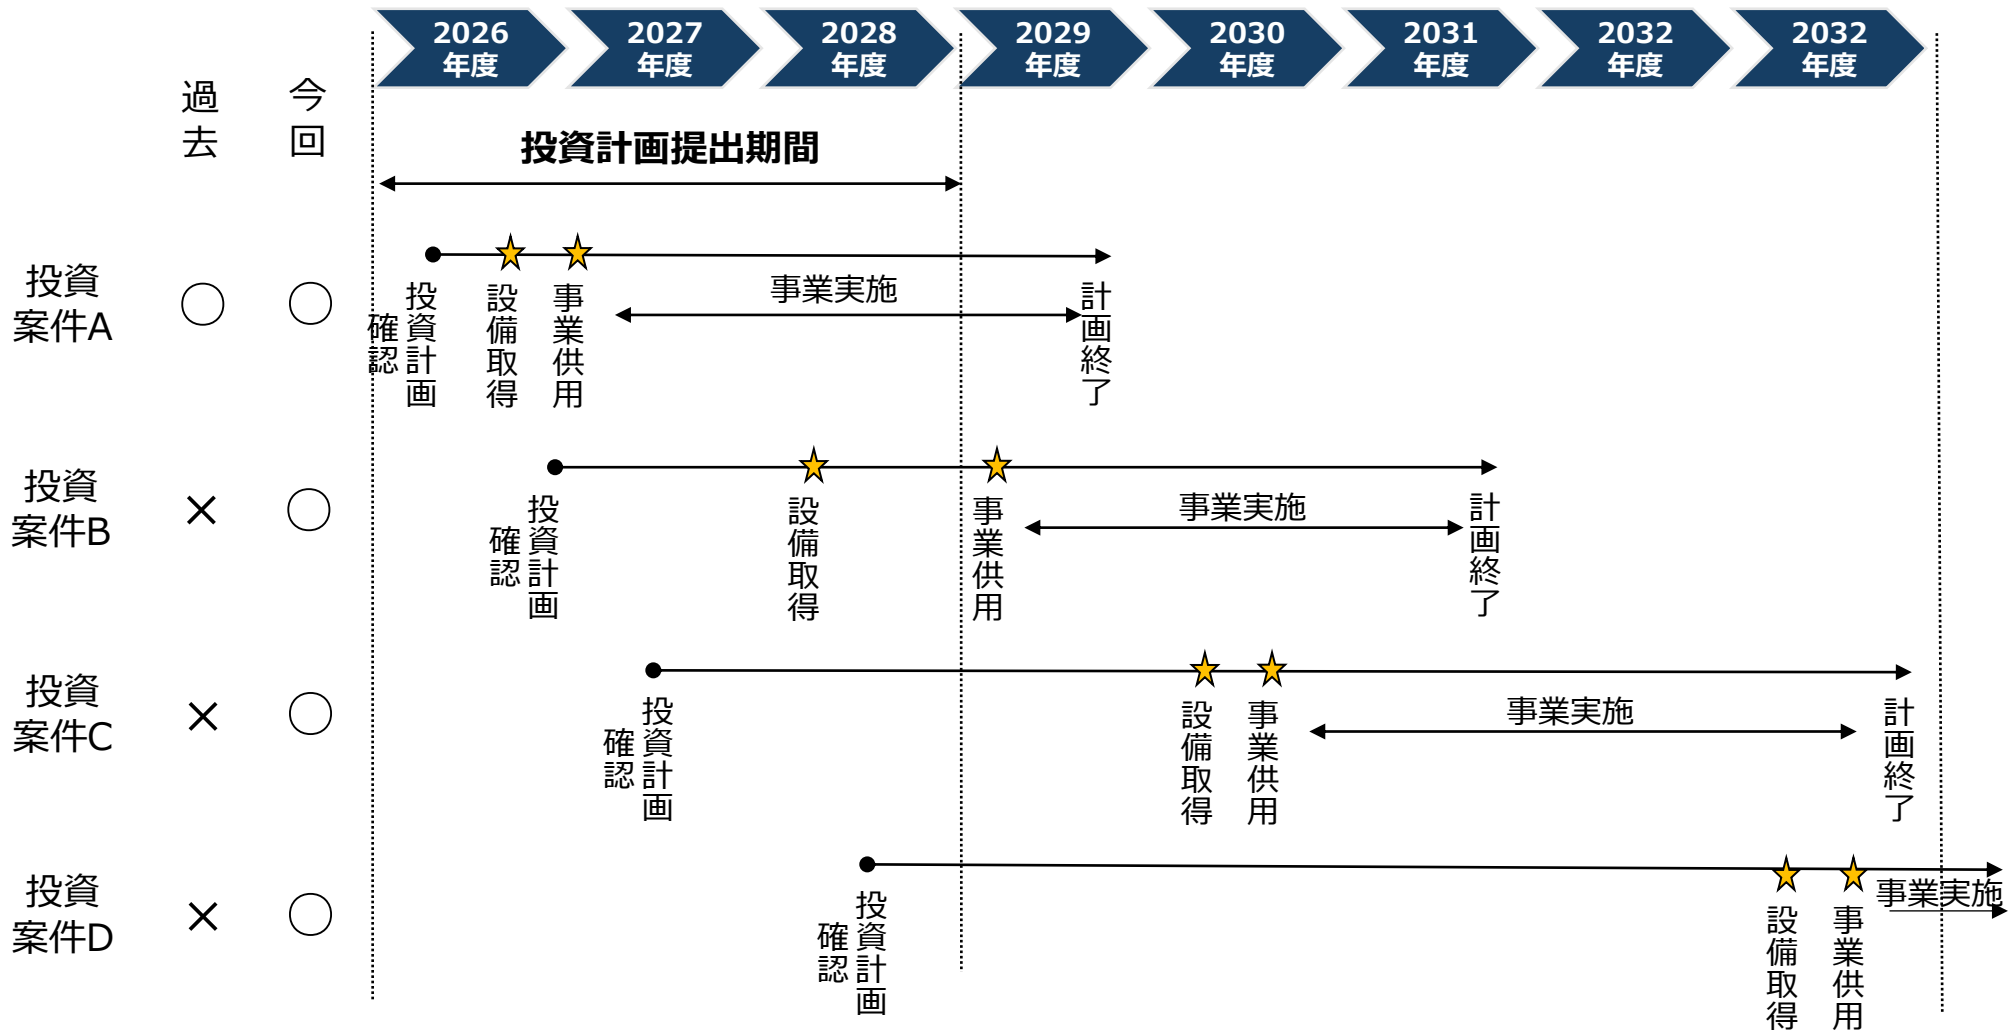 2026
年度
2027
年度
2028
年度
2029
年度
2030
年度
2031
年度
2032
年度
2032
年度
過去
今回
投資計画提出期間
投資
案件A
○
○
投資計画
確認
設備取得
事業供用
事業実施
計画終了
投資
案件B
×
○
投資計画
確認
設備取得
事業供用
事業実施
計画終了
投資
案件C
×
○
投資計画
確認
設備取得
事業供用
事業実施
計画終了
投資
案件D
×
○
投資計画
確認
設備取得
事業供用
事業実施